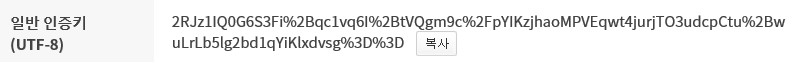 일반 인증키
(UTF-8)
2RJz1IQ0G6S3Fi%2Bqc1vq6I%2BtVQgm9c%2FpYIKzjhaoMPVEqwt4jurjTO3udcpCtu%2Bw
uLrLb5lg2bd1qYiKlxdvsg%3D%3D 복사